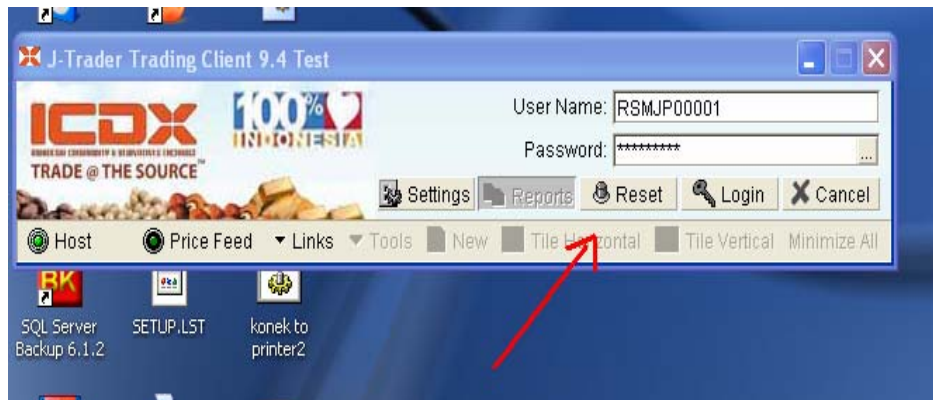 J-Trader Trading Client 9.4 Test
ICDX
TRADE @ THE SOURCE
100%
INDONESIA
User Name: RSMJP00001
Password: *********
...
Settings Reports Reset Login Cancel
Host Price Feed Links Tools New Tile Horizontal Tile Vertical Minimize All
BK
SQL Server
Backup 6.1.2
SETUP.LST
konek to
printer2